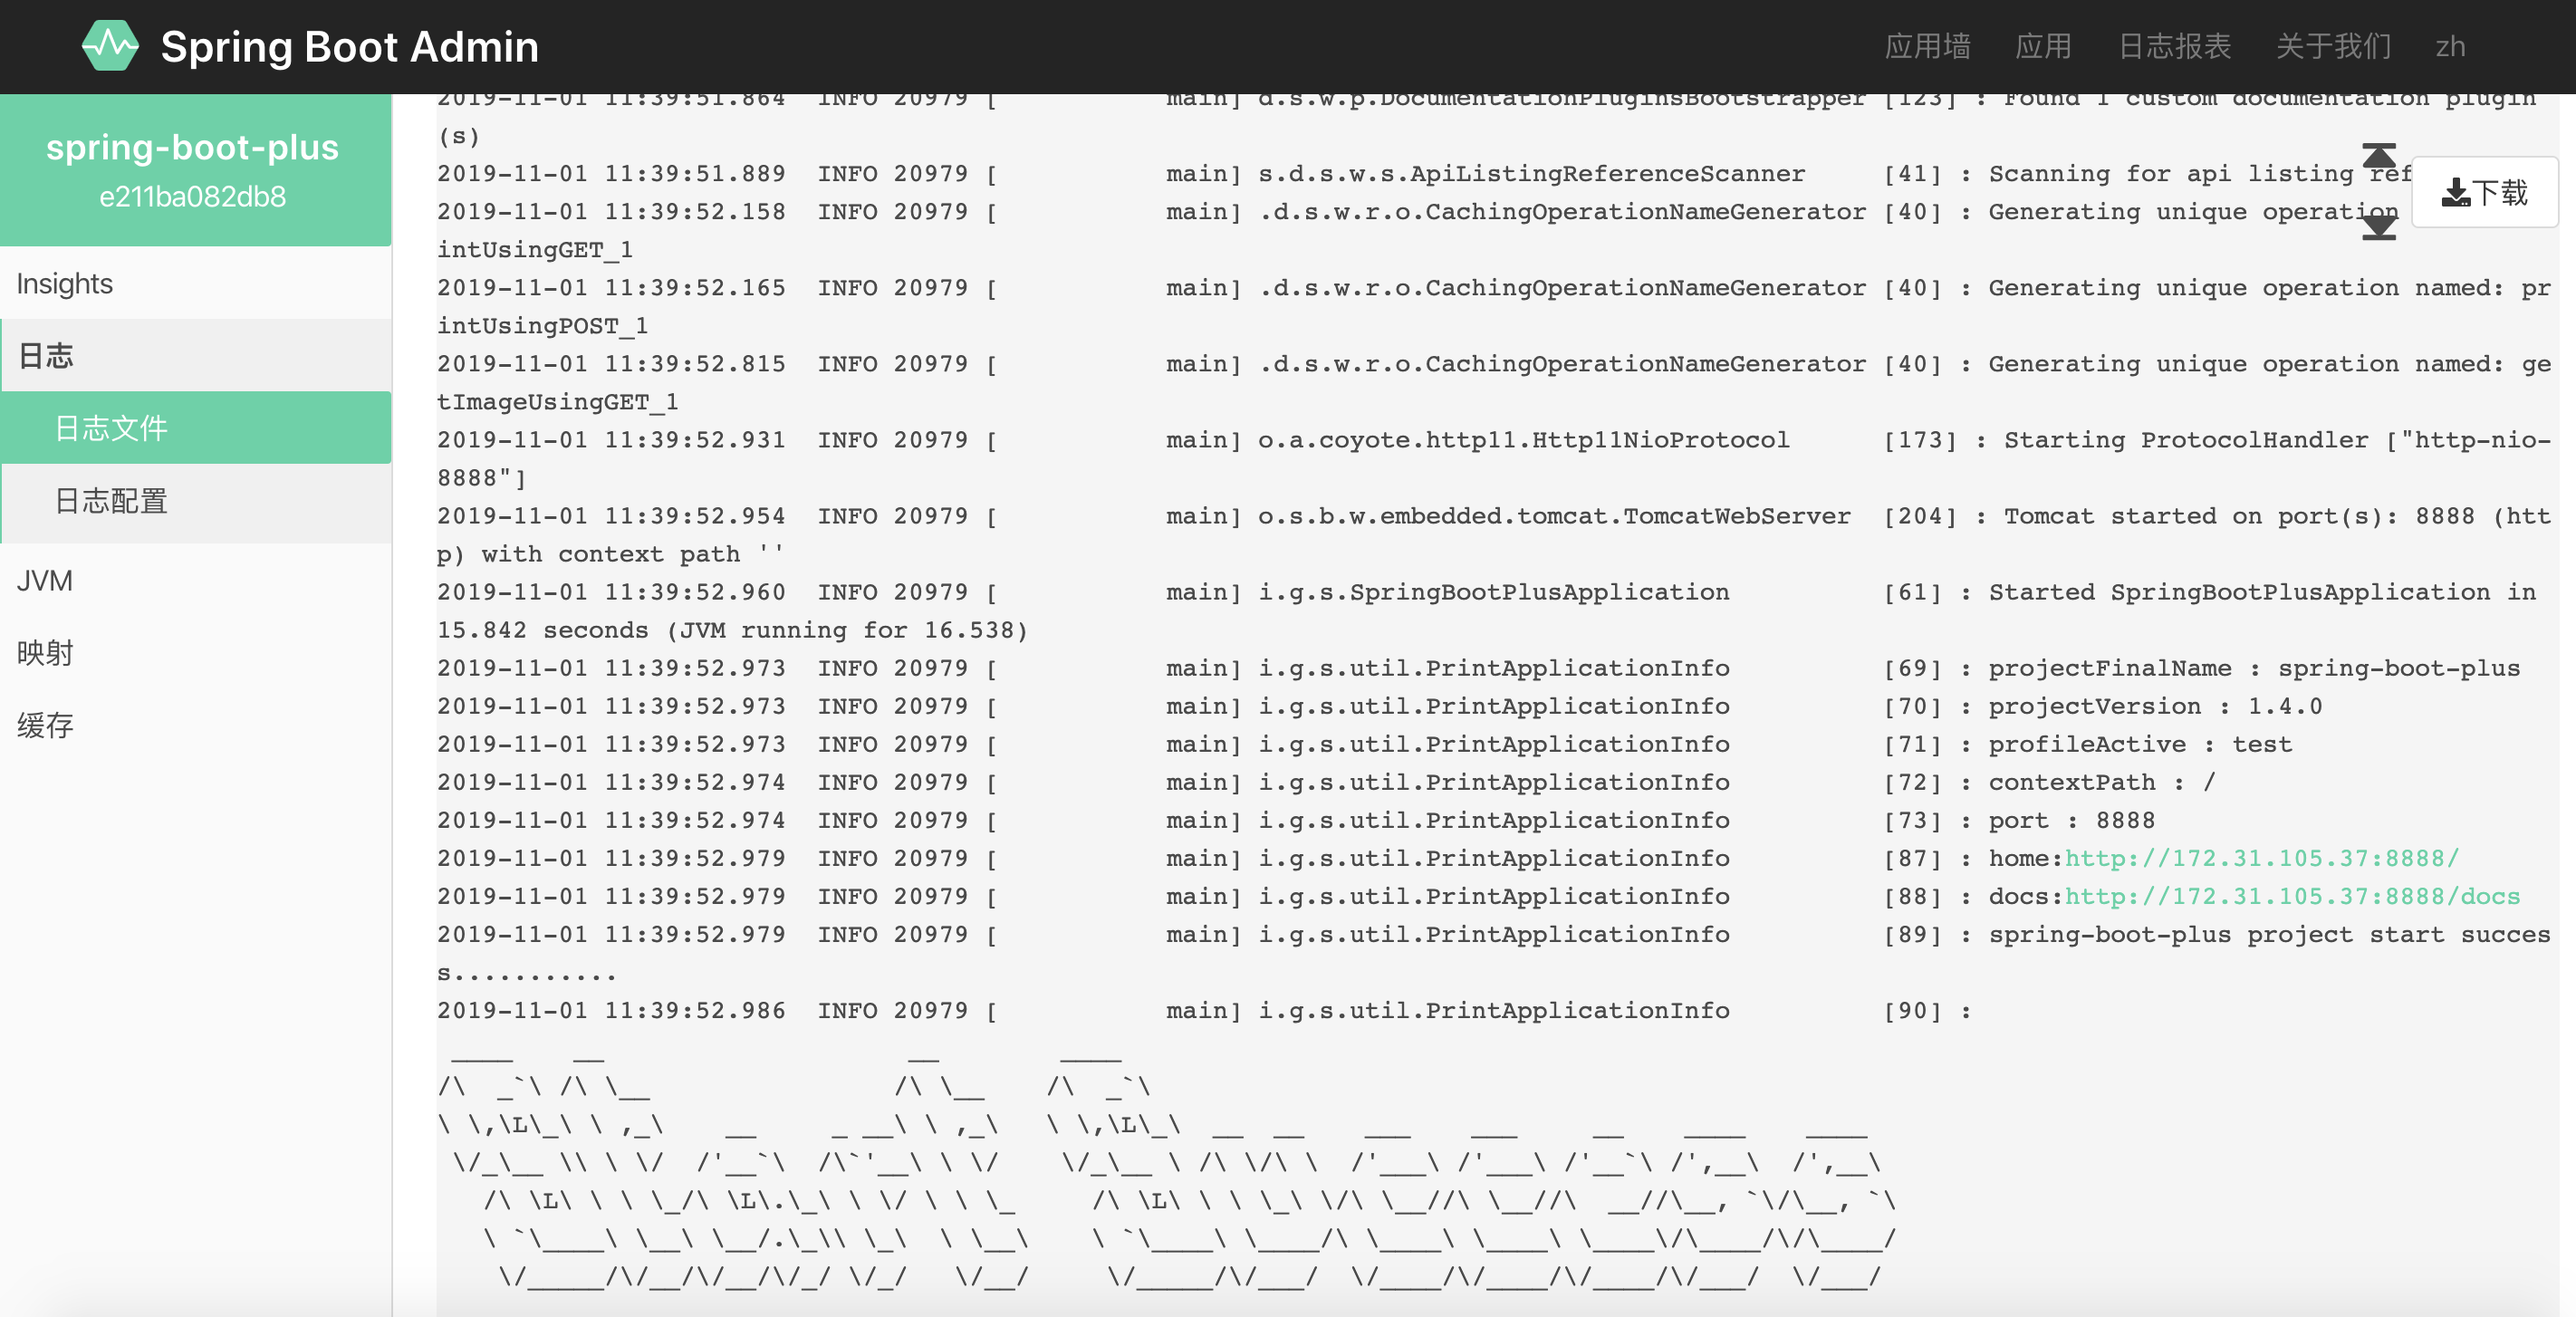 Spring Boot Admin
应用墙 应用 日志报表 关于我们 zh
spring-boot-plus
e211ba082db8
Insights
日志
日志文件
日志配置
JVM
映射
缓存
下载
2019-11-01 11:39:51.864  INFO 20979 [           main] d.s.w.p.DocumentationPluginsBootstrapper [123] : Found 1 custom documentation plugin
(s)
2019-11-01 11:39:51.889  INFO 20979 [           main] s.d.s.w.s.ApiListingReferenceScanner     [41] : Scanning for api listing
2019-11-01 11:39:52.158  INFO 20979 [           main] .d.s.w.r.o.CachingOperationNameGenerator [40] : Generating unique operation
intUsingGET_1
2019-11-01 11:39:52.165  INFO 20979 [           main] .d.s.w.r.o.CachingOperationNameGenerator [40] : Generating unique operation named: pr
intUsingPOST_1
2019-11-01 11:39:52.815  INFO 20979 [           main] .d.s.w.r.o.CachingOperationNameGenerator [40] : Generating unique operation named: ge
tImageUsingGET_1
2019-11-01 11:39:52.931  INFO 20979 [           main] o.a.coyote.http11.Http11NioProtocol      [173] : Starting ProtocolHandler ["http-nio-
8888"]
2019-11-01 11:39:52.954  INFO 20979 [           main] o.s.b.w.embedded.tomcat.TomcatWebServer  [204] : Tomcat started on port(s): 8888 (htt
p) with context path ''
2019-11-01 11:39:52.960  INFO 20979 [           main] i.g.s.SpringBootPlusApplication          [61] : Started SpringBootPlusApplication in
15.842 seconds (JVM running for 16.538)
2019-11-01 11:39:52.973  INFO 20979 [           main] i.g.s.util.PrintApplicationInfo          [69] : projectFinalName : spring-boot-plus
2019-11-01 11:39:52.973  INFO 20979 [           main] i.g.s.util.PrintApplicationInfo          [70] : projectVersion : 1.4.0
2019-11-01 11:39:52.973  INFO 20979 [           main] i.g.s.util.PrintApplicationInfo          [71] : profileActive : test
2019-11-01 11:39:52.974  INFO 20979 [           main] i.g.s.util.PrintApplicationInfo          [72] : contextPath : /
2019-11-01 11:39:52.974  INFO 20979 [           main] i.g.s.util.PrintApplicationInfo          [73] : port : 8888
2019-11-01 11:39:52.979  INFO 20979 [           main] i.g.s.util.PrintApplicationInfo          [87] : home:http://172.31.105.37:8888/
2019-11-01 11:39:52.979  INFO 20979 [           main] i.g.s.util.PrintApplicationInfo          [88] : docs:http://172.31.105.37:8888/docs
2019-11-01 11:39:52.979  INFO 20979 [           main] i.g.s.util.PrintApplicationInfo          [89] : spring-boot-plus project start succes
s...........
2019-11-01 11:39:52.986  INFO 20979 [           main] i.g.s.util.PrintApplicationInfo          [90] :